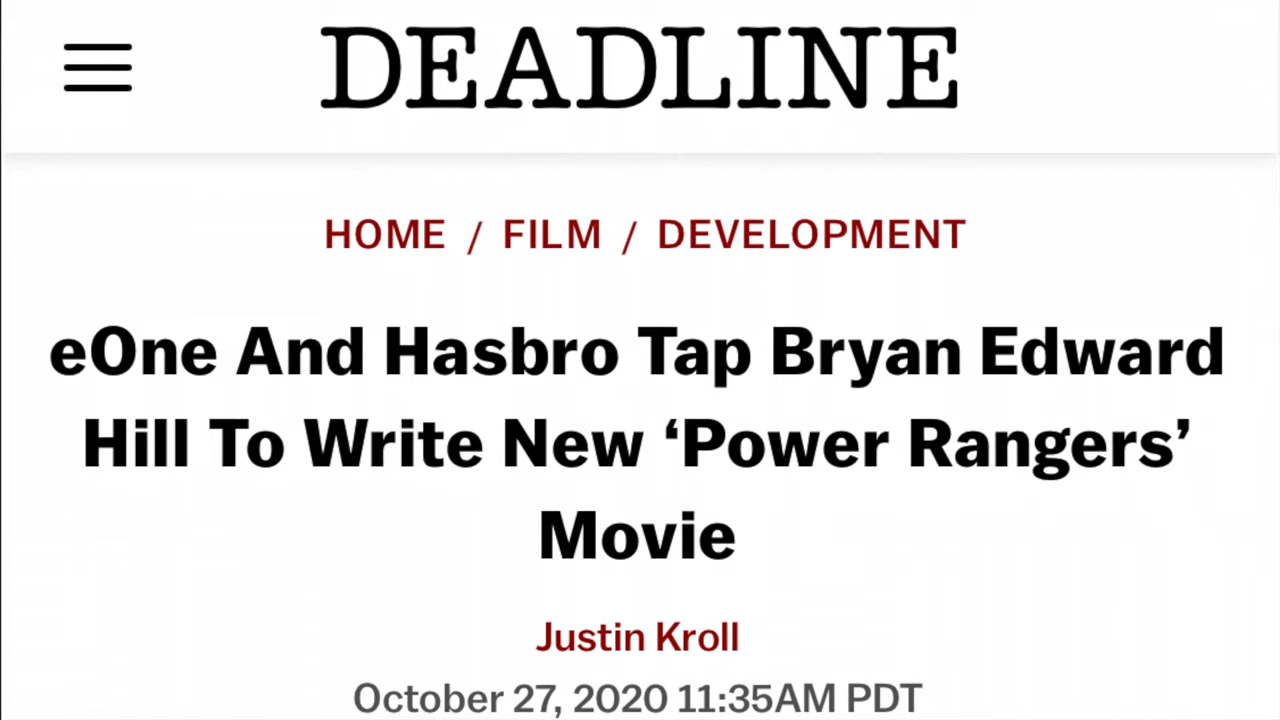 DEADLINE
HOME / FILM / DEVELOPMENT
eOne And Hasbro Tap Bryan Edward
Hill To Write New ‘Power Rangers’
Movie
Justin Kroll
October 27, 2020 11:35AM PDT